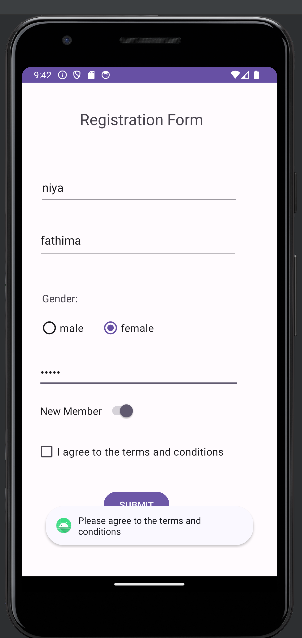 9:42
Registration Form
niya
fathima
Gender:
male female
•••••
New Member
I agree to the terms and conditions
SUBMIT
Please agree to the terms and
conditions